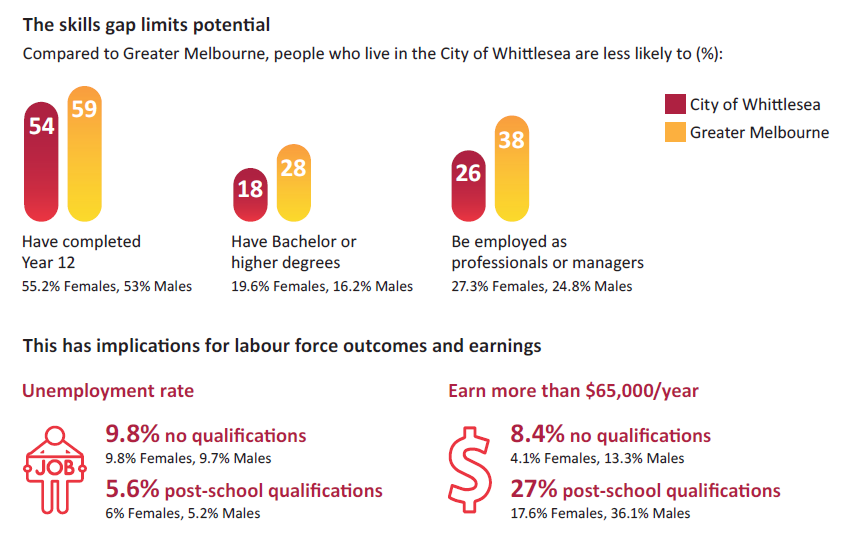 The skills gap limits potential
Compared to Greater Melbourne, people who live in the City of Whittlesea are less likely to (%):
54
59
18
28
26
38
City of Whittlesea
Greater Melbourne
Have completed
Year 12
55.2% Females, 53% Males
Have Bachelor or
higher degrees
19.6% Females, 16.2% Males
Be employed as
professionals or managers
27.3% Females, 24.8% Males
This has implications for labour force outcomes and earnings
Unemployment rate
JOB
9.8% no qualifications
9.8% Females, 9.7% Males
5.6% post-school qualifications
6% Females, 5.2% Males
Earn more than $65,000/year
$
8.4% no qualifications
4.1% Females, 13.3% Males
27% post-school qualifications
17.6% Females, 36.1% Males